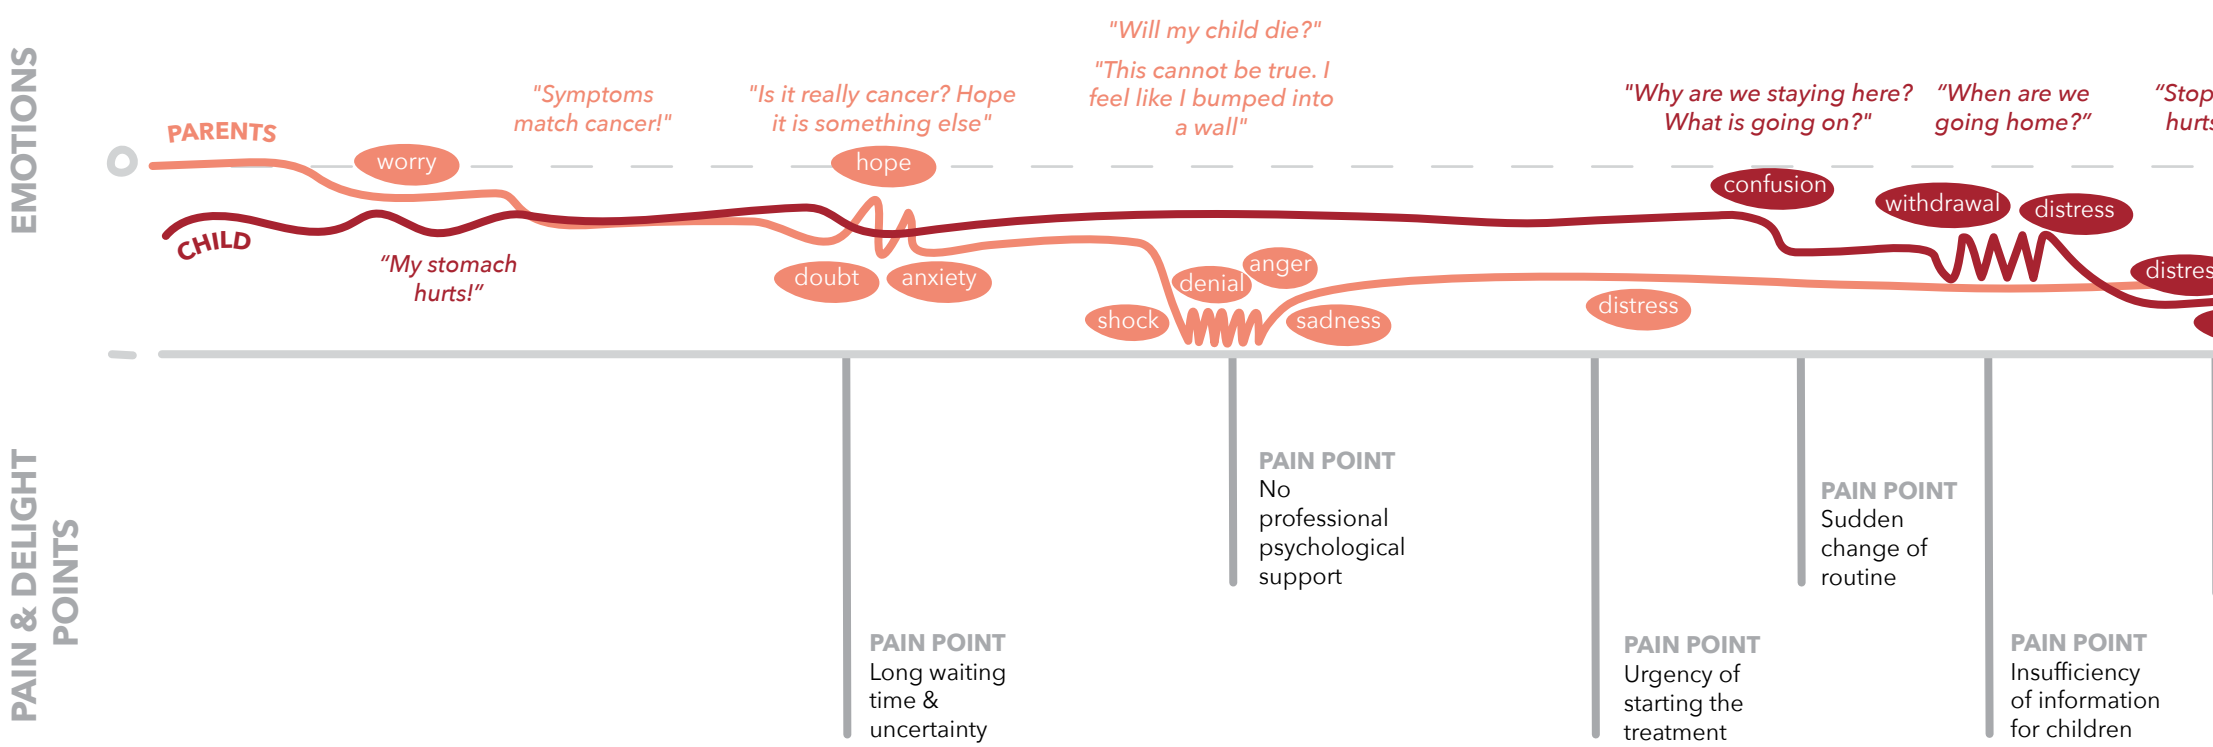 EMOTIONS
"Will my child die?"
"This cannot be true. I
feel like I bumped into
a wall"
"Symptoms
match cancer!"
"Is it really cancer? Hope
it is something else"
"Why are we staying here?
What is going on?"
“When are we
going home?”
“Stop
hurts
PARENTS
worry
hope
confusion
withdrawal
distress
CHILD
“My stomach
hurts!”
doubt
anxiety
shock
denial
anger
sadness
distress
distres
PAIN & DELIGHT
POINTS
PAIN POINT
Long waiting
time &
uncertainty
PAIN POINT
No
professional
psychological
support
PAIN POINT
Urgency of
starting the
treatment
PAIN POINT
Sudden
change of
routine
PAIN POINT
Insufficiency
of information
for children